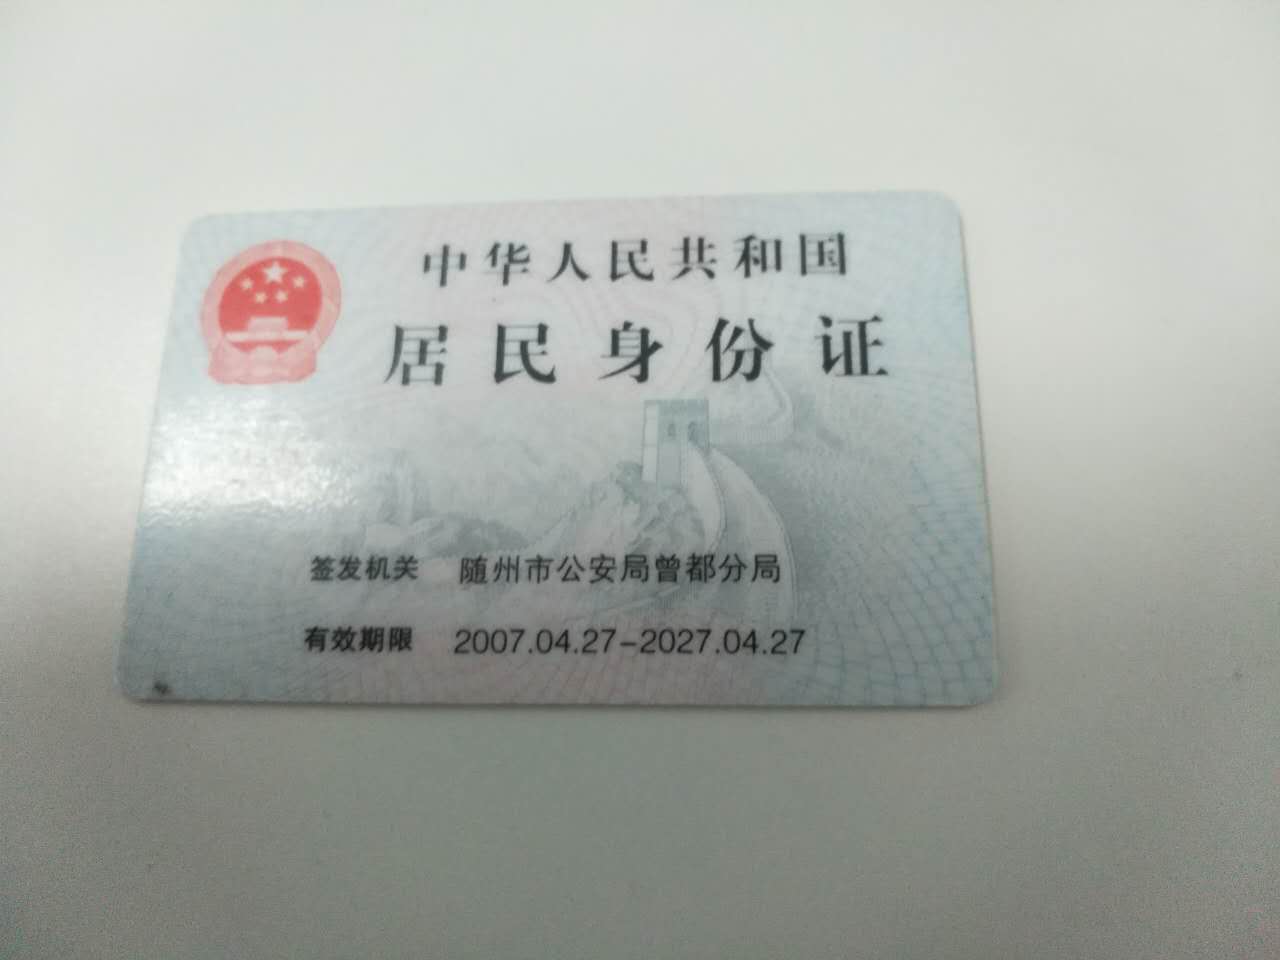 中华人民共和国
居民身份证
签发机关 随州市公安局曾都分局
有效期限 2007.04.27-2027.04.27